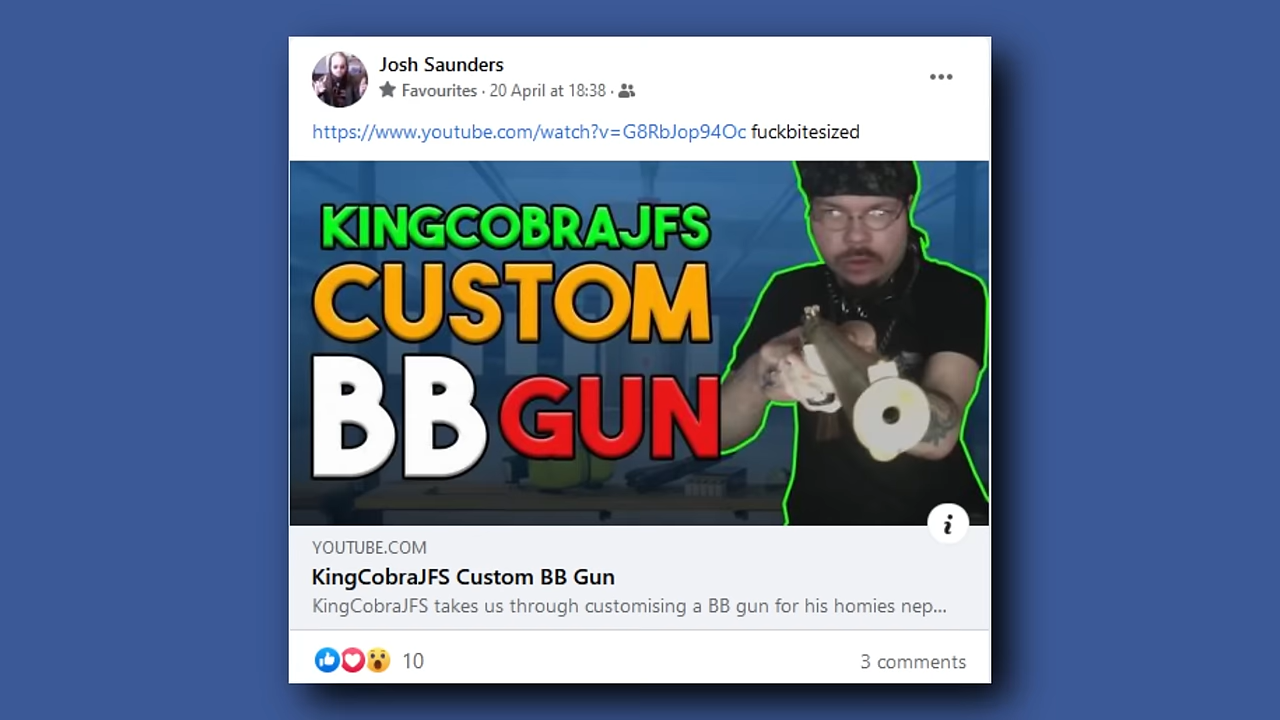 Josh Saunders
Favourites · 20 April at 18:38 ·
https://www.youtube.com/watch?v=G8RbJop94Oc fuckbitesized
KINGCOBRAJFS
CUSTOM
BB GUN
i
YOUTUBE.COM
KingCobraJFS Custom BB Gun
KingCobraJFS takes us through customising a BB gun for his homies nep...
10
3 comments